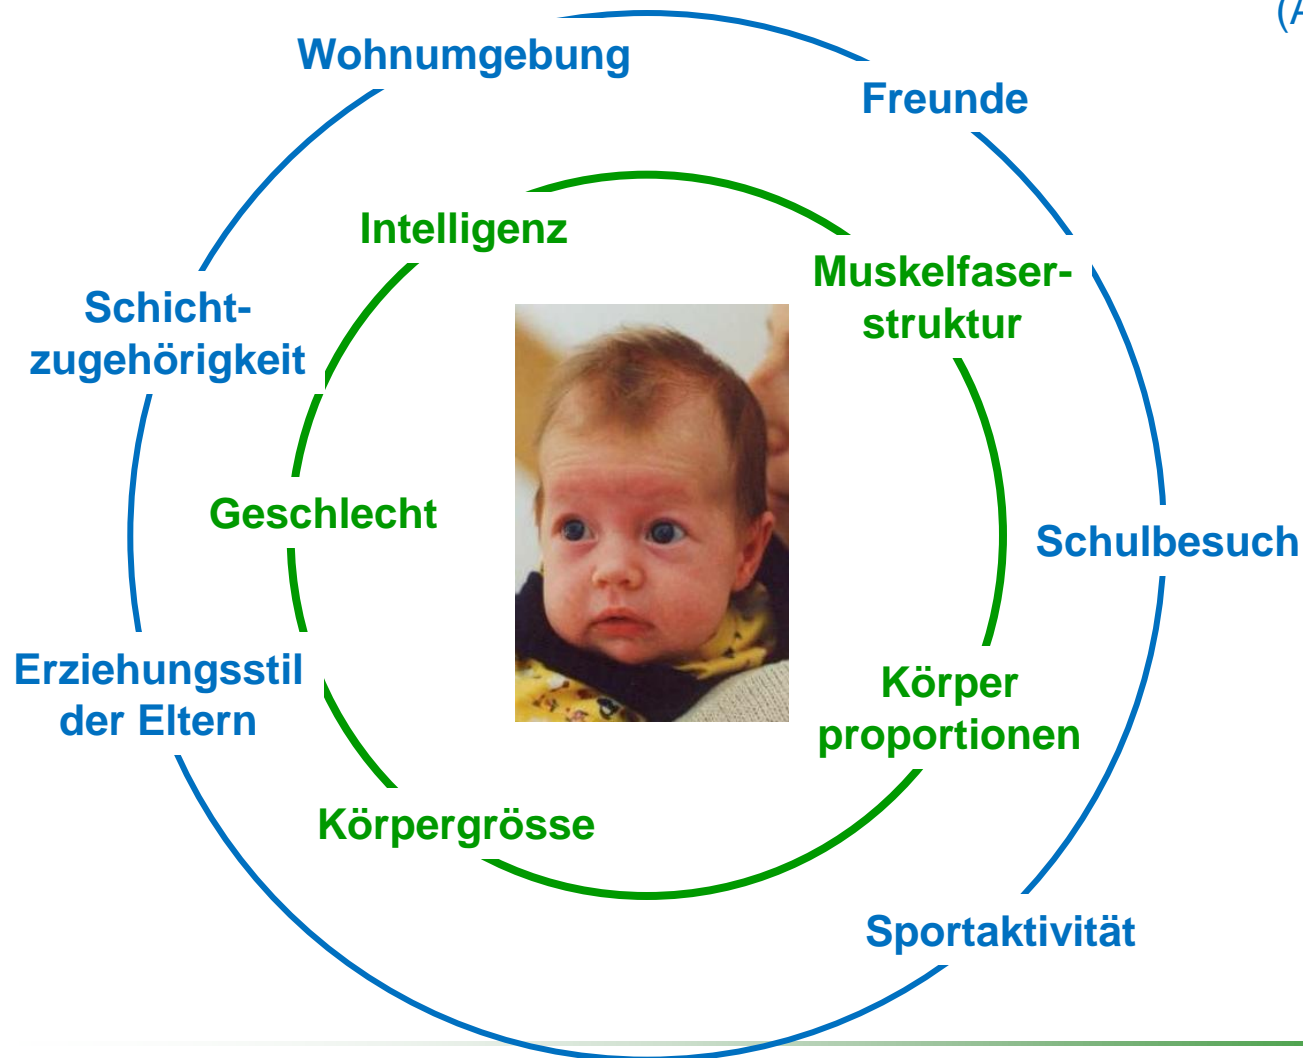 (A
Wohnumgebung
Freunde
Intelligenz
Muskelfaser-
struktur
Schicht-
zugehörigkeit
Geschlecht
Schulbesuch
Erziehungsstil
der Eltern
Körper
proportionen
Körpergrösse
Sportaktivität